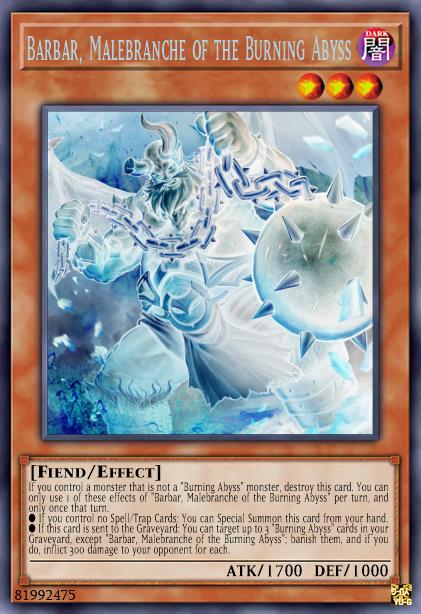 BARBAR, MALEBRANCHE OF THE BURNING ABYSS
DARK
闇
[FIEND/EFFECT]
If you control a monster that is not a "Burning Abyss" monster, destroy this card. You can
only use 1 of these effects of "Barbar, Malebranche of the Burning Abyss" per turn, and
only once that turn.
● If you control no Spell/Trap Cards: You can Special Summon this card from your hand.
● If this card is sent to the Graveyard: You can target up to 3 "Burning Abyss" cards in your
Graveyard, except "Barbar, Malebranche of the Burning Abyss"; banish them, and if you
do, inflict 300 damage to your opponent for each.
ATK/1700 DEF/1000
81992475